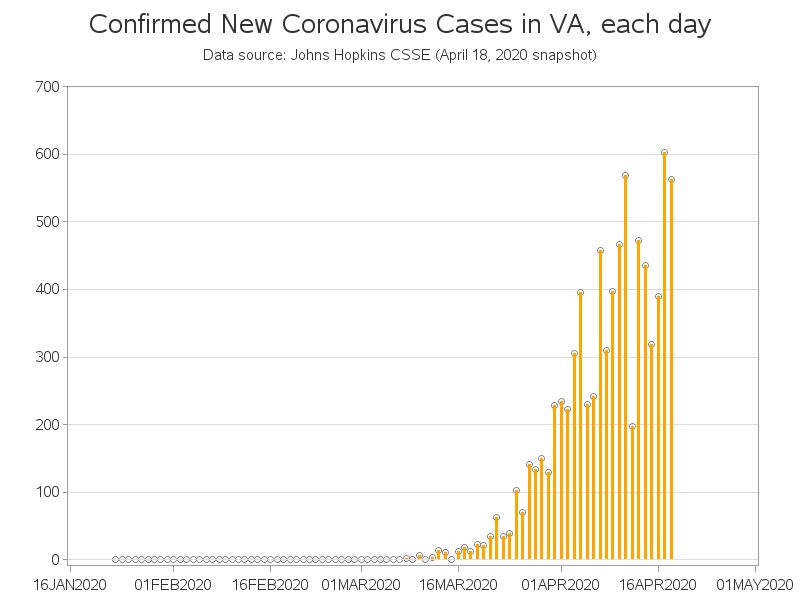 Confirmed New Coronavirus Cases in VA, each day
Data source: Johns Hopkins CSSE (April 18, 2020 snapshot)
700
600
500
400
300
200
100
0
16JAN2020 01FEB2020 16FEB2020 01MAR2020 16MAR2020 01APR2020 16APR2020 01MAY2020